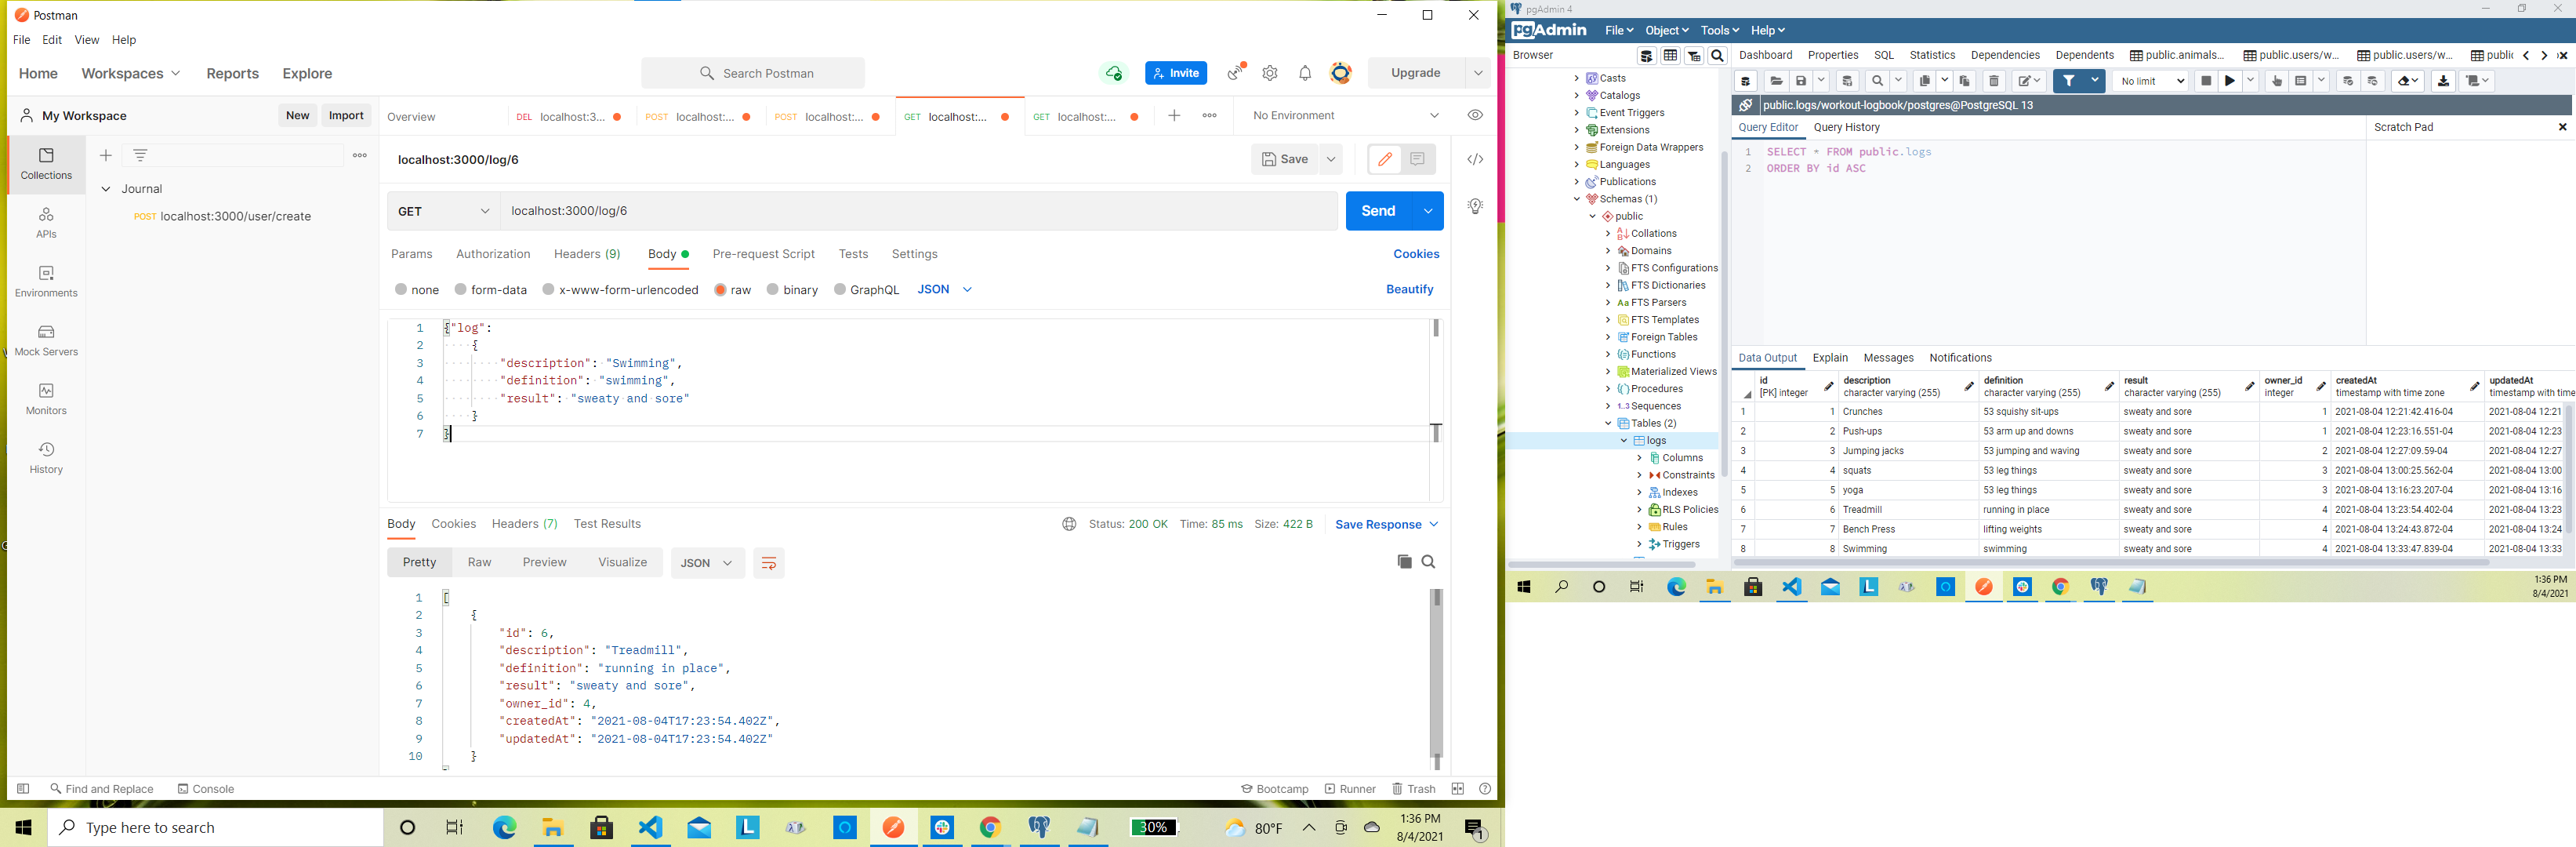 Postman
File Edit View Help
Home Workspaces Reports Explore
Search Postman
Invite
Upgrade
My Workspace
New Import
Overview
DEL localhost:3...
POST localhost:...
POST localhost:...
GET localhost:...
GET localhost:...
No Environment
Collections
APIs
Environments
Mock Servers
Monitors
History
Journal
POST localhost:3000/user/create
localhost:3000/log/6
Save
GET localhost:3000/log/6
Send
Params Authorization Headers (9) Body Pre-request Script Tests Settings
Cookies
none form-data x-www-form-urlencoded raw binary GraphQL JSON
Beautify
1 {"log":
2 {
3 "description": "Swimming",
4 "definition": "swimming",
5 "result": "sweaty and sore"
6 }
7 }
Body Cookies Headers (7) Test Results
Status: 200 OK Time: 85 ms Size: 422 B Save Response
Pretty Raw Preview Visualize JSON
1 [
2 {
3 "id": 6,
4 "description": "Treadmill",
5 "definition": "running in place",
6 "result": "sweaty and sore",
7 "owner_id": 4,
8 "createdAt": "2021-08-04T17:23:54.402Z",
9 "updatedAt": "2021-08-04T17:23:54.402Z"
10 }
Find and Replace Console
Bootcamp Runner Trash
Type here to search
30%
80°F
1:36 PM
8/4/2021
1
pgAdmin 4
pgAdmin File Object Tools Help
Browser
Dashboard Properties SQL Statistics Dependencies Dependents public.animals... public.users/w... public.users/w... public
No limit
Casts
Catalogs
Event Triggers
Extensions
Foreign Data Wrappers
Languages
Publications
Schemas (1)
public
Collations
Domains
FTS Configurations
FTS Dictionaries
FTS Parsers
FTS Templates
Foreign Tables
Functions
Materialized Views
Procedures
Sequences
Tables (2)
logs
Columns
Constraints
Indexes
RLS Policies
Rules
Triggers
public.logs/workout-logbook/postgres@PostgreSQL 13
Query Editor Query History
Scratch Pad
1 SELECT * FROM public.logs
2 ORDER BY id ASC
Data Output Explain Messages Notifications
id description definition result owner_id createdAt updatedAt
[PK] integer character varying (255) character varying (255) character varying (255) integer timestamp with time zone timestamp with time
1 1 Crunches 53 squishy sit-ups sweaty and sore 1 2021-08-04 12:21:42.416-04 2021-08-04 12:21
2 2 Push-ups 53 arm up and downs sweaty and sore 1 2021-08-04 12:23:16.551-04 2021-08-04 12:23
3 3 Jumping jacks 53 jumping and waving sweaty and sore 2 2021-08-04 12:27:09.59-04 2021-08-04 12:27
4 4 squats 53 leg things sweaty and sore 3 2021-08-04 13:00:25.562-04 2021-08-04 13:00
5 5 yoga 53 leg things sweaty and sore 3 2021-08-04 13:16:23.207-04 2021-08-04 13:16
6 6 Treadmill running in place sweaty and sore 4 2021-08-04 13:23:54.402-04 2021-08-04 13:23
7 7 Bench Press lifting weights sweaty and sore 4 2021-08-04 13:24:43.872-04 2021-08-04 13:24
8 8 Swimming swimming sweaty and sore 4 2021-08-04 13:33:47.839-04 2021-08-04 13:33
1:36 PM
8/4/2021